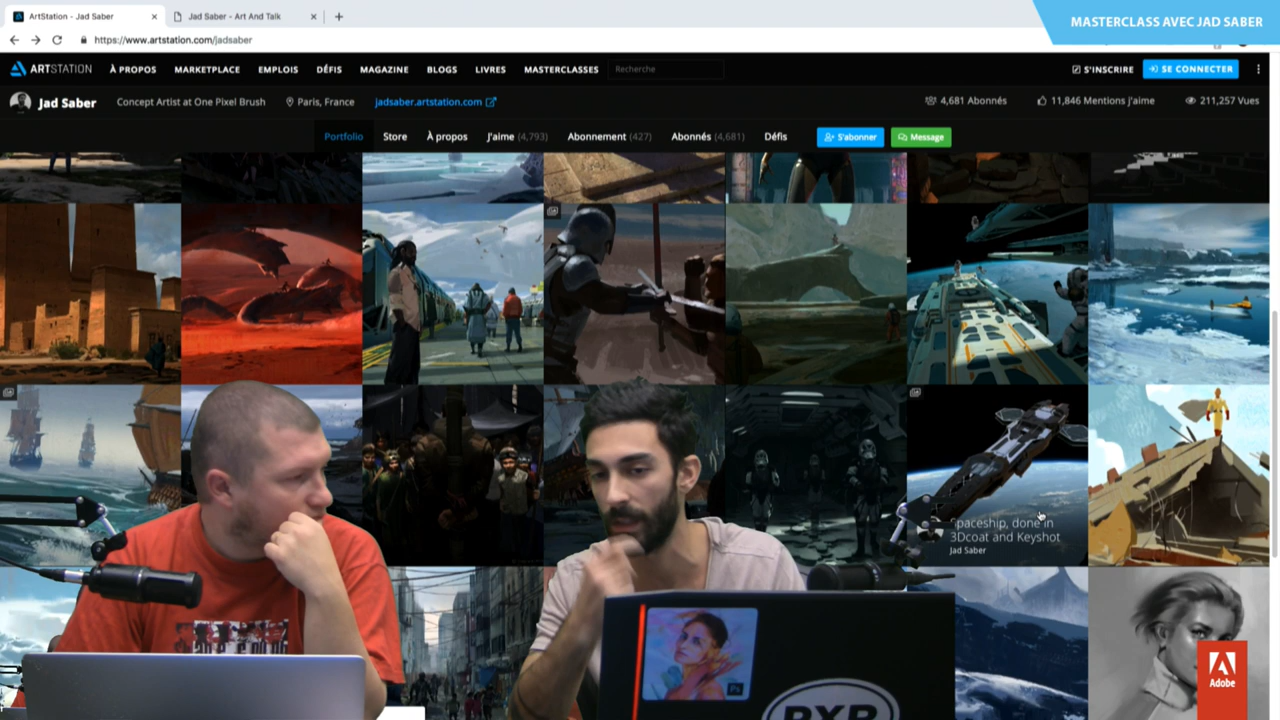 ArtStation - Jad Saber
Jad Saber - Art And Talk
MASTERCLASS AVEC JAD SABER
https://www.artstation.com/jadsaber
ARTSTATION À PROPOS MARKETPLACE EMPLOIS DÉFIS MAGAZINE BLOGS LIVRES MASTERCLASSES Recherche S'INSCRIRE SE CONNECTER
Jad Saber Concept Artist at One Pixel Brush Paris, France jadsaber.artstation.com 4,681 Abonnés 11,846 Mentions j'aime 211,257 Vues
Portfolio Store À propos J'aime (4,793) Abonnement (427) Abonnés (4,681) Défis S'abonner Message
Spaceship, done in
3Dcoat and Keyshot
Jad Saber
Ps
Adobe